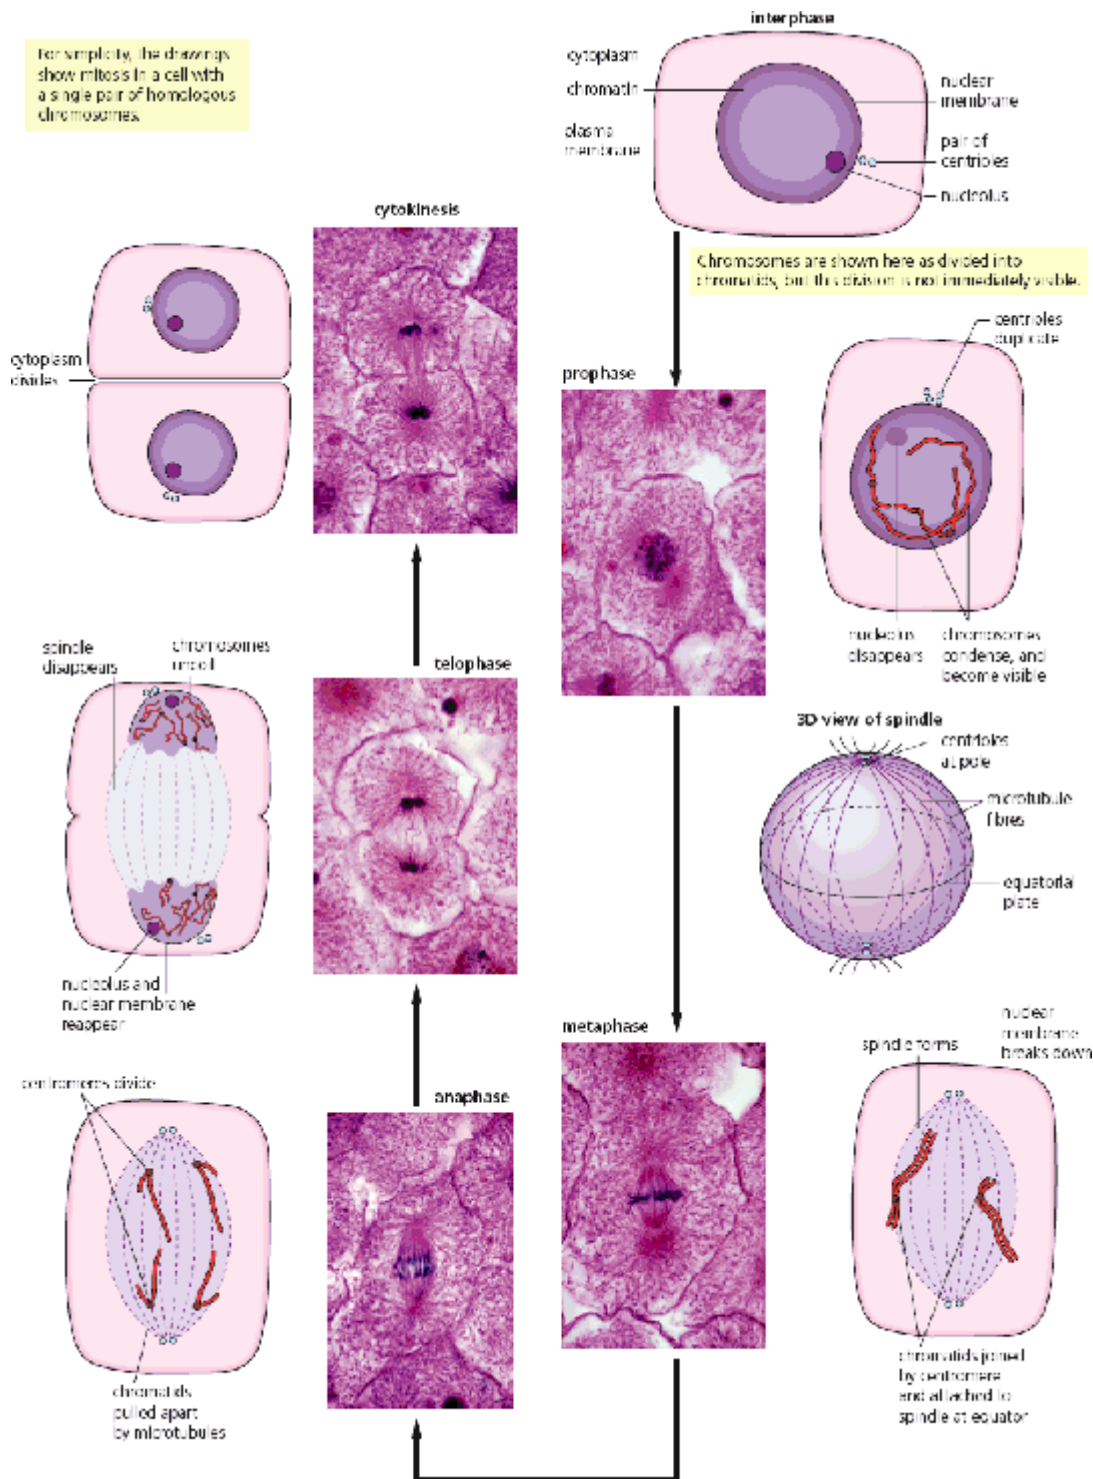 For simplicity, the drawings
show mitosis in a cell with
a single pair of homologous
chromosomes.
interphase
cytoplasm
chromatin
plasma
membrane
nuclear
membrane
pair of
centrioles
nucleolus
Chromosomes are shown here as divided into
chromatids, but this division is not immediately visible.
prophase
centrioles
duplicate
nucleolus
disappears
chromosomes
condense, and
become visible
3D view of spindle
centrioles
at pole
microtubule
fibres
equatorial
plate
metaphase
spindle forms
nuclear
membrane
breaks down
chromatids joined
by centromere
and attached to
spindle at equator
anaphase
centromeres divide
chromatids
pulled apart
by microtubules
telophase
spindle
disappears
chromosomes
uncoil
nucleolus and
nuclear membrane
reappear
cytokinesis
cytoplasm
divides